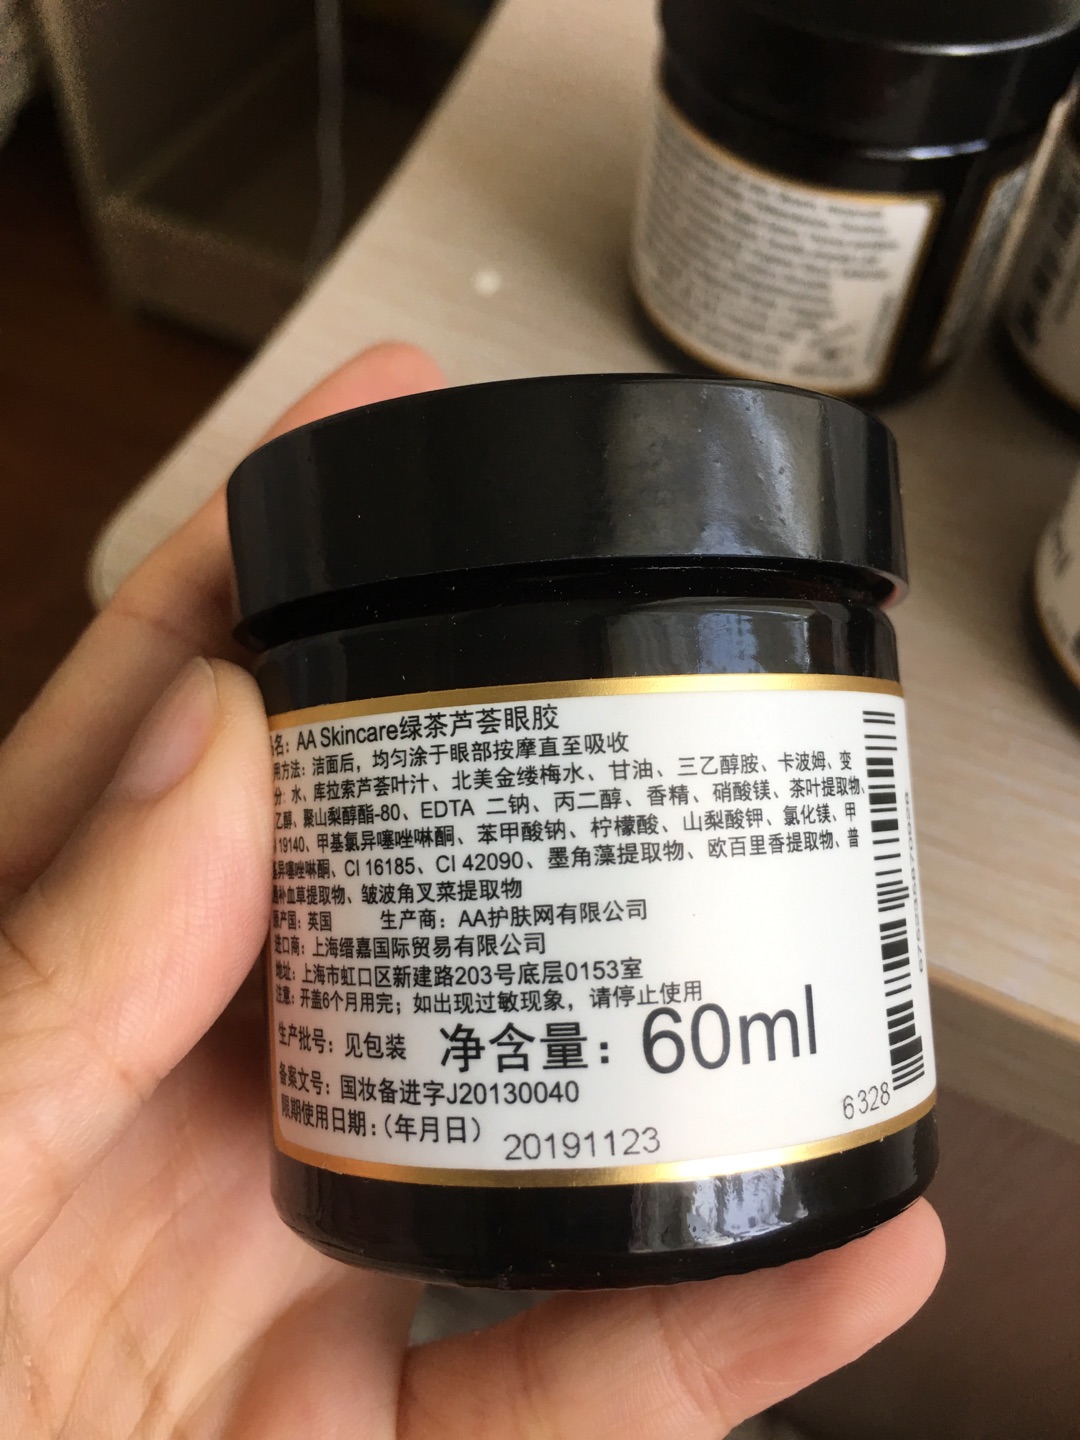 名：AA Skincare绿茶芦荟眼胶
用方法：洁面后，均匀涂于眼部按摩直至吸收
分：水、库拉索芦荟叶汁、北美金缕梅水、甘油、三乙醇胺、卡波姆、变
乙醇、聚山梨醇酯-80、EDTA 二钠、丙二醇、香精、硝酸镁、茶叶提取物、
19140、甲基氯异噻唑啉酮、苯甲酸钠、柠檬酸、山梨酸钾、氯化镁、甲
基异噻唑啉酮、CI 16185、CI 42090、墨角藻提取物、欧百里香提取物、普
通补血草提取物、皱波角叉菜提取物
原产国：英国 生产商：AA护肤网有限公司
进口商：上海缙嘉国际贸易有限公司
地址：上海市虹口区新建路203号底层0153室
注意：开盖6个月用完；如出现过敏现象，请停止使用
生产批号：见包装 净含量：60ml
备案文号：国妆备进字J20130040
限期使用日期：（年月日） 20191123
6328